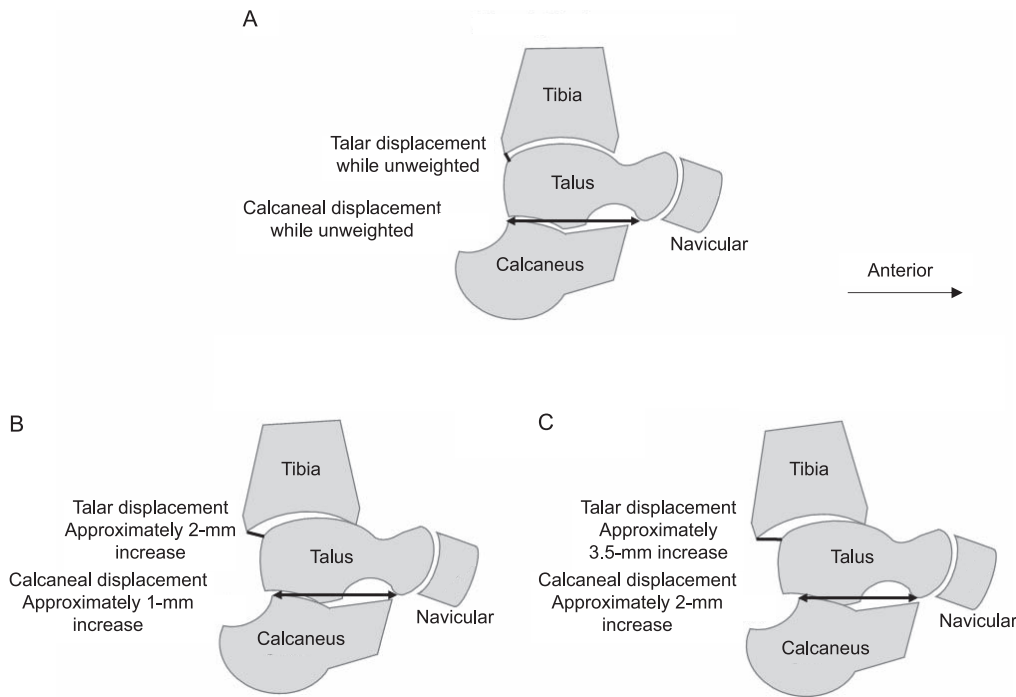 A
Tibia
Talar displacement
while unweighted
Talus
Calcaneal displacement
while unweighted
Navicular
Calcaneus
Anterior
B
Tibia
Talar displacement
Approximately 2-mm
increase
Talus
Calcaneal displacement
Approximately 1-mm
increase
Navicular
Calcaneus
C
Tibia
Talar displacement
Approximately
3.5-mm increase
Talus
Calcaneal displacement
Approximately 2-mm
increase
Navicular
Calcaneus